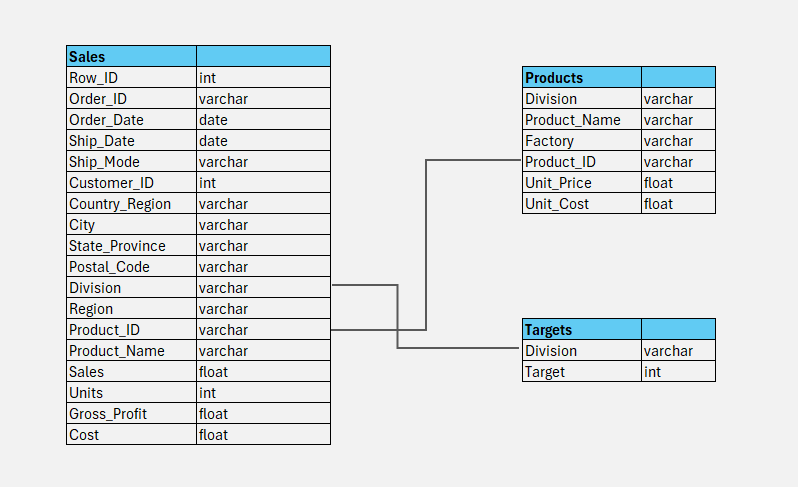 Sales
Row_ID int
Order_ID varchar
Order_Date date
Ship_Date date
Ship_Mode varchar
Customer_ID int
Country_Region varchar
City varchar
State_Province varchar
Postal_Code varchar
Division varchar
Region varchar
Product_ID varchar
Product_Name varchar
Sales float
Units int
Gross_Profit float
Cost float
Products
Division varchar
Product_Name varchar
Factory varchar
Product_ID varchar
Unit_Price float
Unit_Cost float
Targets
Division varchar
Target int